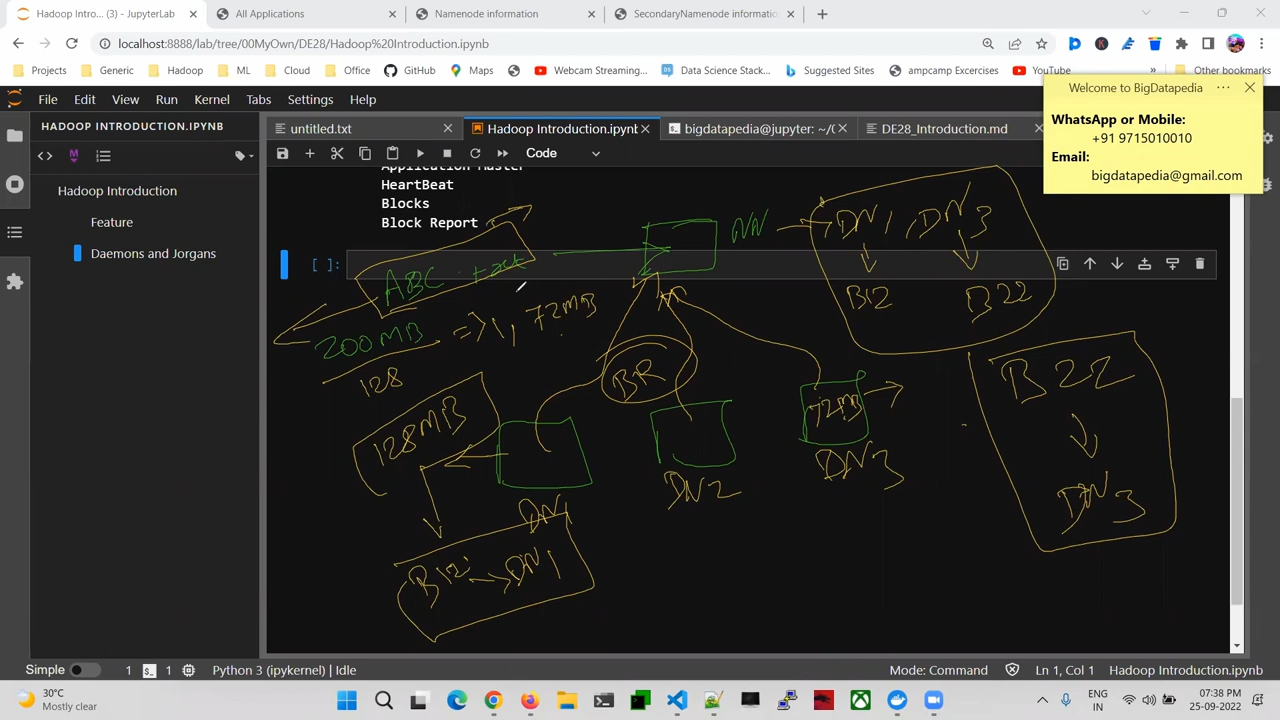 Hadoop Intro... (3) - JupyterLab
All Applications
Namenode information
SecondaryNamenode informatio
localhost:8888/lab/tree/00MyOwn/DE28/Hadoop%20Introduction.ipynb
Projects
Generic
Hadoop
ML
Cloud
Office
GitHub
Maps
Webcam Streaming...
Data Science Stack...
Suggested Sites
ampcamp Excercises
YouTube
»
Other bookmarks
File Edit View Run Kernel Tabs Settings Help
Welcome to BigDatapedia ...
WhatsApp or Mobile:
+91 9715010010
Email:
bigdatapedia@gmail.com
HADOOP INTRODUCTION.IPYNB
Hadoop Introduction
Feature
Daemons and Jorgans
untitled.txt
Hadoop Introduction.ipynt
bigdatapedia@jupyter: ~/(
DE28_Introduction.md
Code
Application Master
HeartBeat
Blocks
Block Report
[ ]:
NN
DN1, DN3
B12
B22
ABC
200MB => 1, 72MB
128
128MB
BR
72MB
DN2
DN3
B22
DN3
DN1
B12 -> DN1
Simple
1
1
Python 3 (ipykernel) | Idle
Mode: Command
Ln 1, Col 1
Hadoop Introduction.ipynb
30°C
Mostly clear
ENG
IN
07:38 PM
25-09-2022